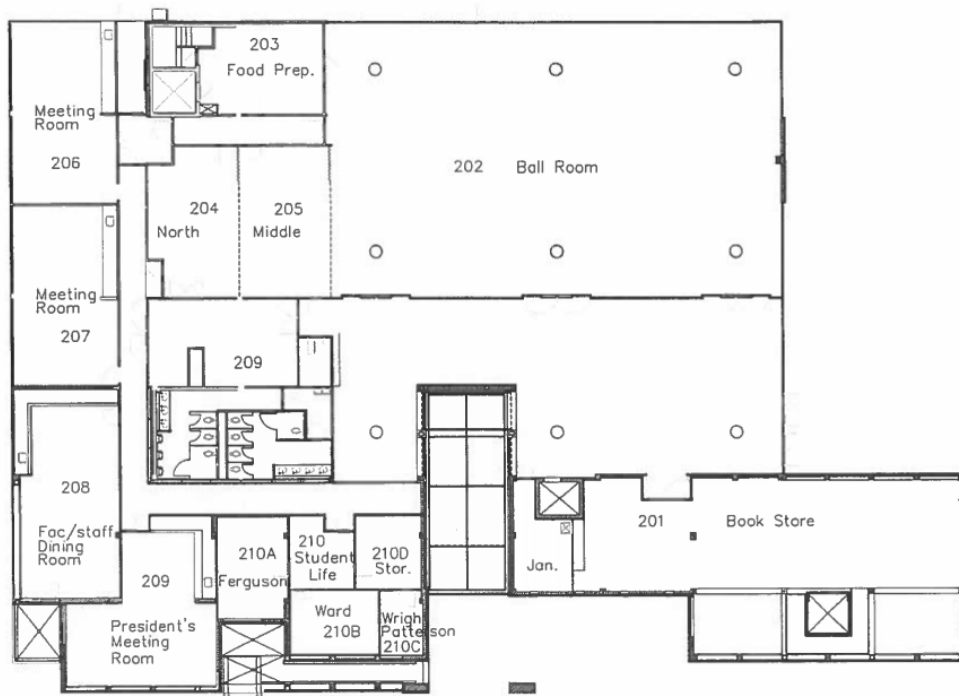 203
Food Prep.
Meeting
Room
206
202 Ball Room
204
North
205
Middle
Meeting
Room
207
209
208
Fac/staff
Dining
Room
201 Book Store
210A
Ferguson
210
Student
Life
210D
Stor.
Jan.
209
President's
Meeting
Room
Ward
210B
Wrigh
Patterson
210C